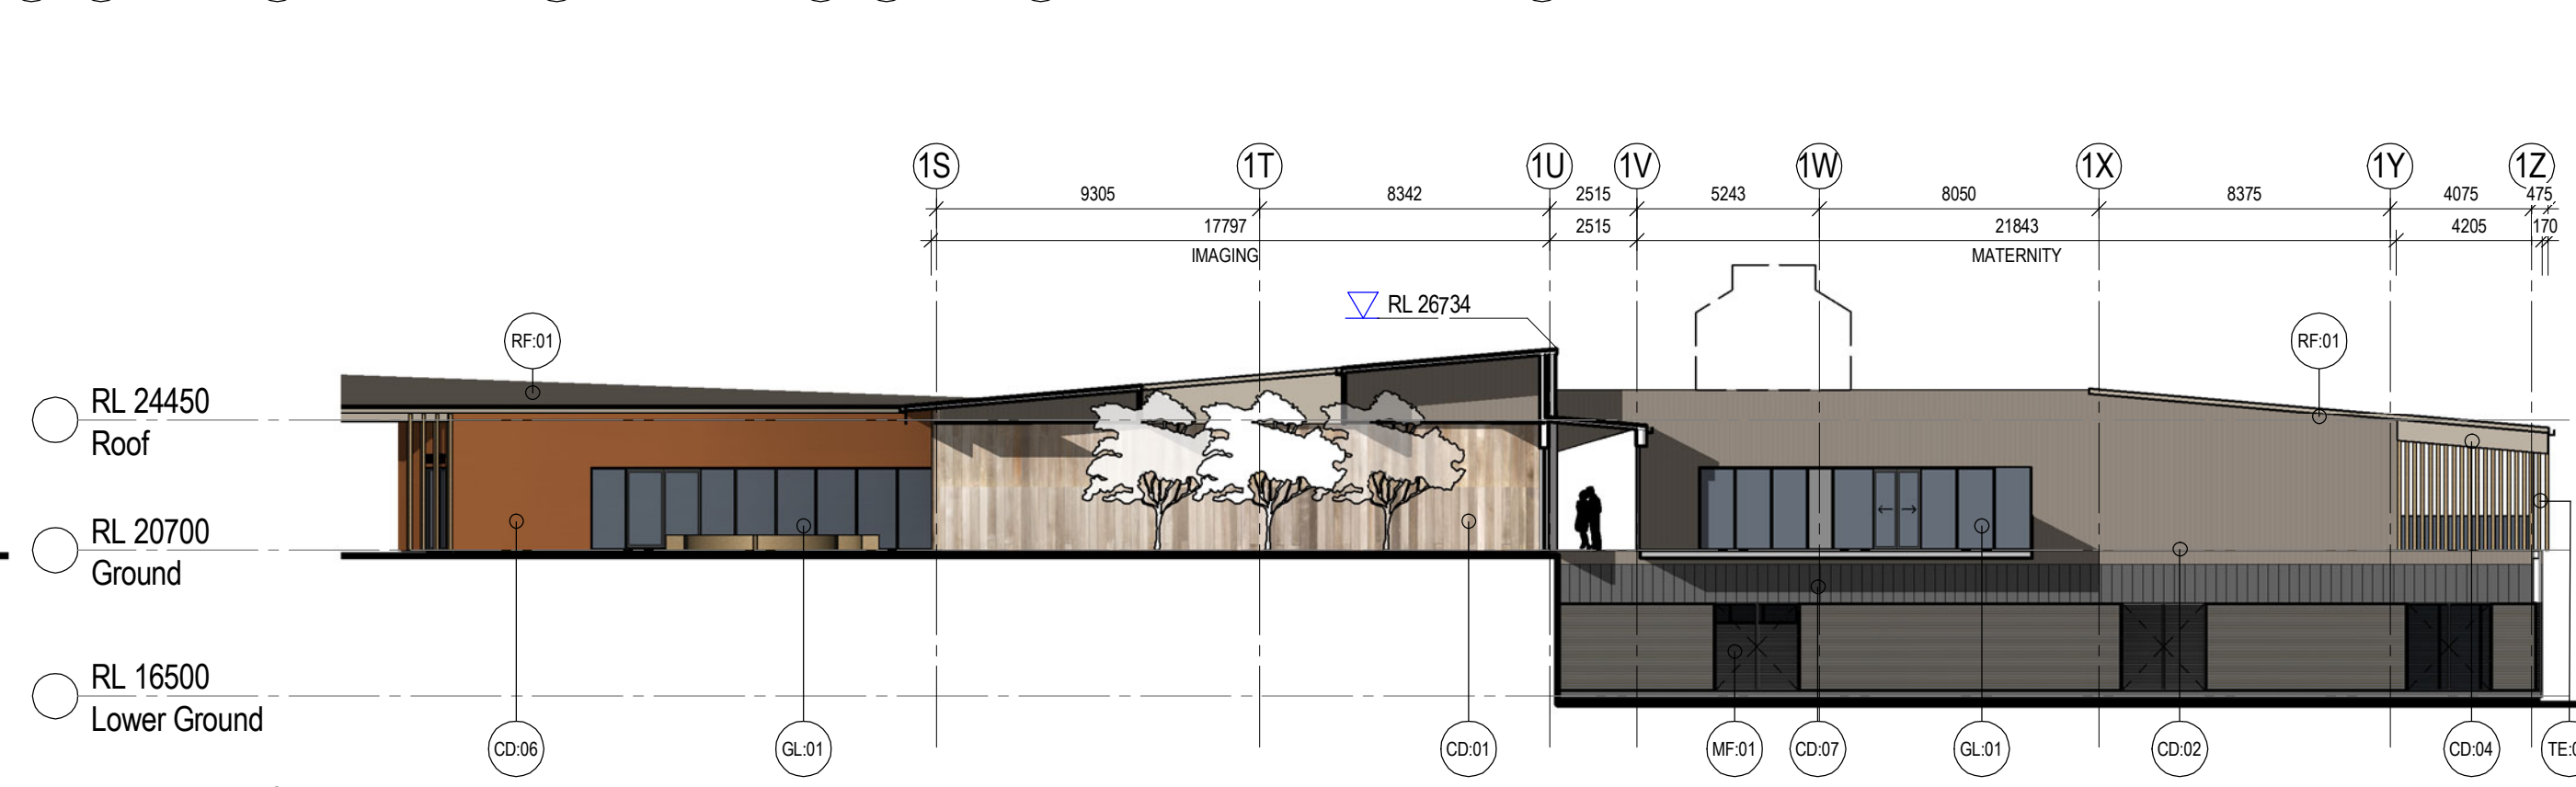 1S 1T 1U 1V 1W 1X 1Y 1Z
9305 8342 2515 5243 8050 8375 4075 475
17797 2515 21843 4205 170
IMAGING MATERNITY
RL 26734
RF:01 RF:01
RL 24450
Roof
RL 20700
Ground
RL 16500
Lower Ground
CD:06 GL:01 CD:01 MF:01 CD:07 GL:01 CD:02 CD:04